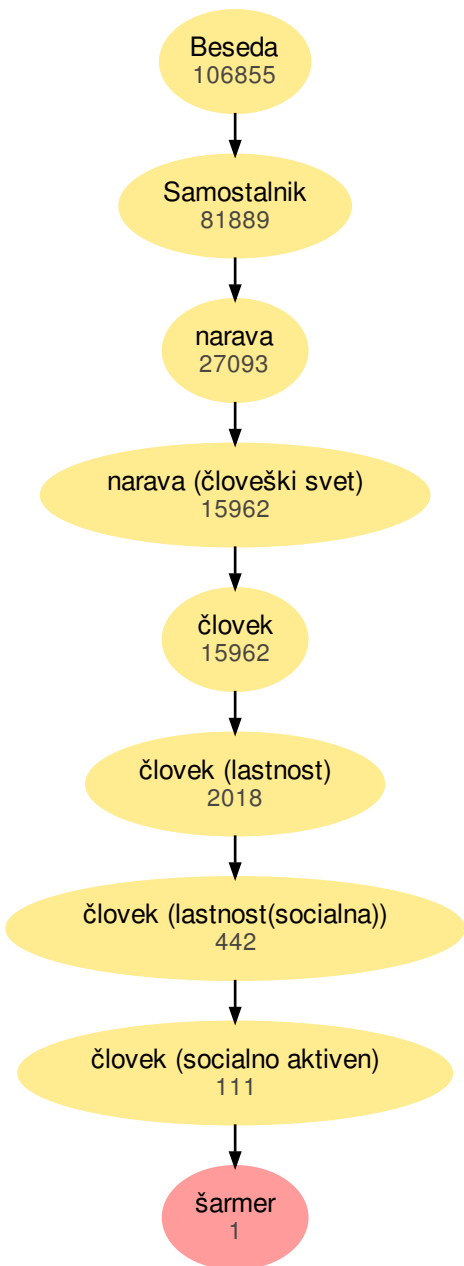 Beseda
106855
Samostalnik
81889
narava
27093
narava (človeški svet)
15962
človek
15962
človek (lastnost)
2018
človek (lastnost(socialna))
442
človek (socialno aktiven)
111
šarmer
1